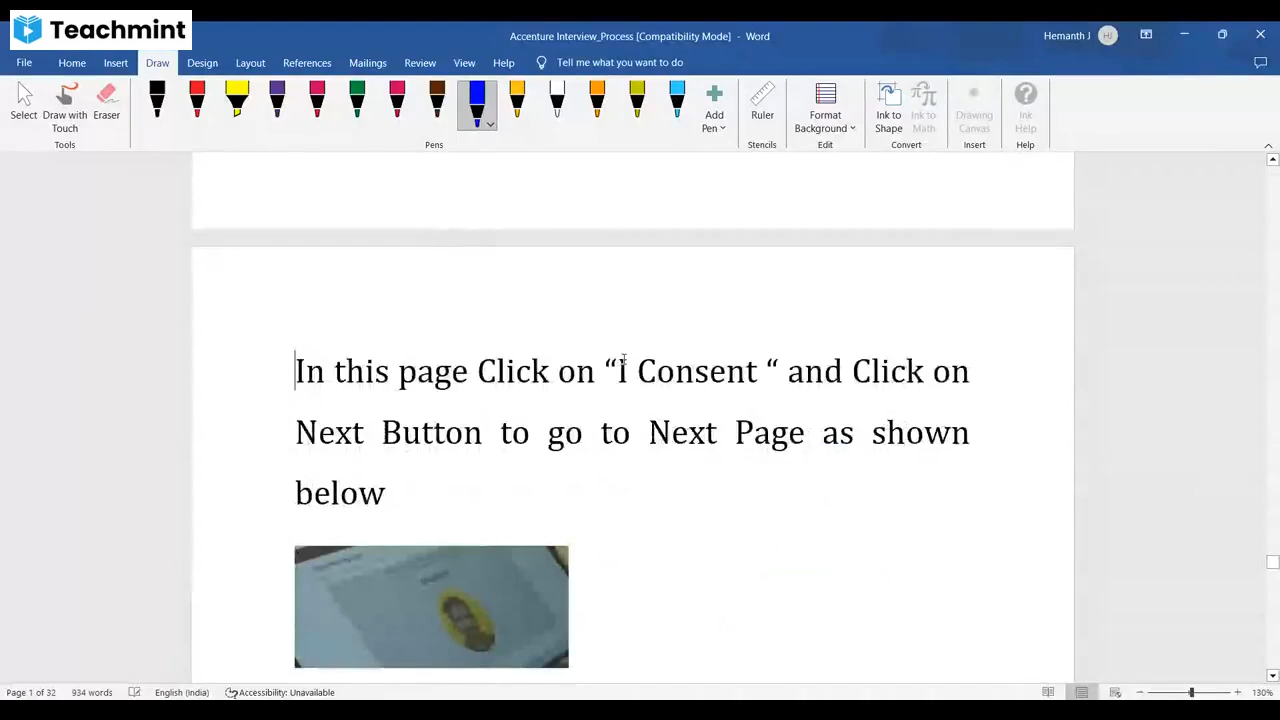 Teachmint
Accenture Interview_Process [Compatibility Mode] - Word
Hemanth J
HJ
File Home Insert Draw Design Layout References Mailings Review View Help Tell me what you want to do
Select
Draw with Touch
Eraser
Add Pen
Ruler
Format Background
Ink to Shape
Ink to Math
Drawing Canvas
Ink Help
Tools Pens Stencils Edit Convert Insert Help
In this page Click on “I Consent “ and Click on
Next Button to go to Next Page as shown
below
Page 1 of 32 934 words English (India) Accessibility: Unavailable 130%